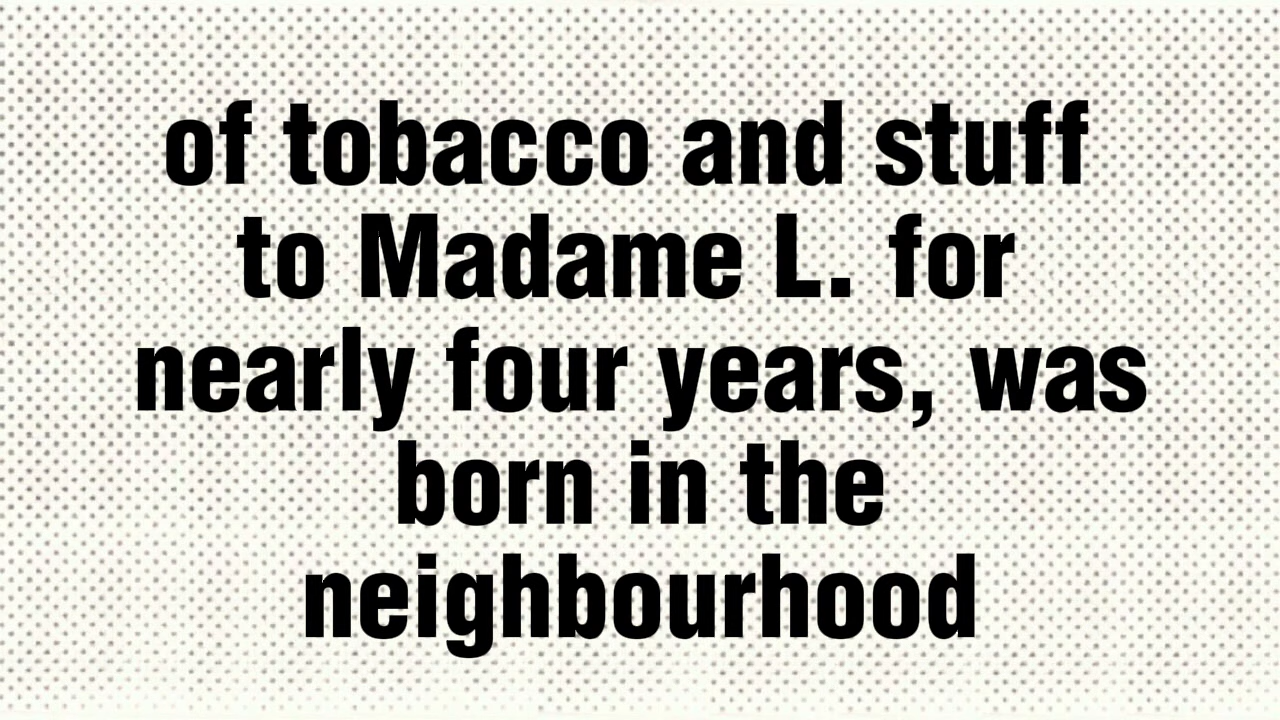 of tobacco and stuff
to Madame L. for
nearly four years, was
born in the
neighbourhood